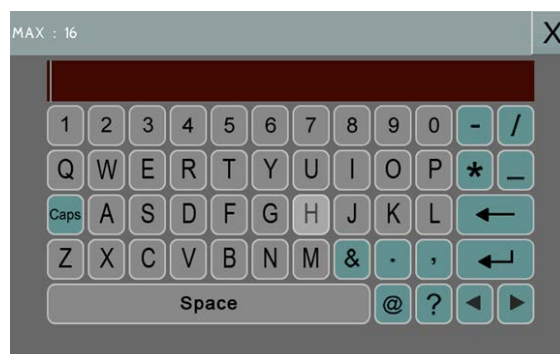 MAX : 16 X
1 2 3 4 5 6 7 8 9 0 - /
Q W E R T Y U I O P * _
Caps A S D F G H J K L ←
Z X C V B N M & . , ↵
Space @ ? ◀ ▶